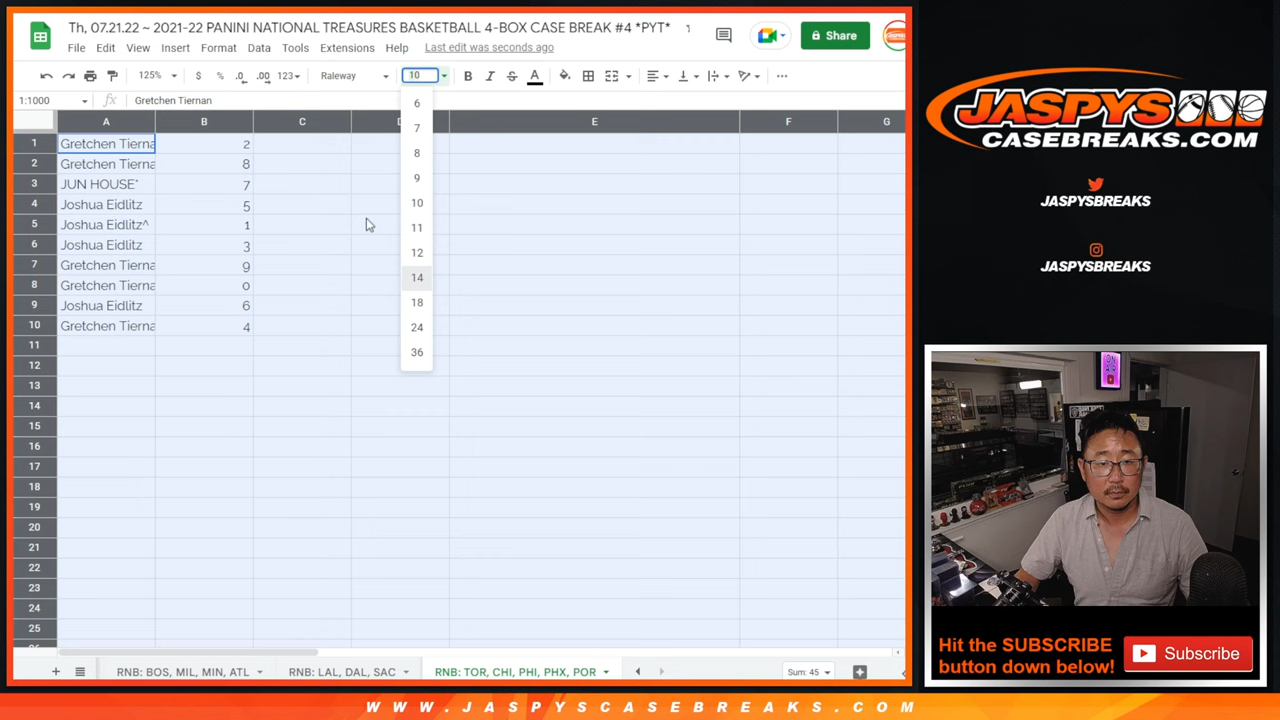 Th, 07.21.22 ~ 2021-22 PANINI NATIONAL TREASURES BASKETBALL 4-BOX CASE BREAK #4 *PYT*
File Edit View Insert Format Data Tools Extensions Help Last edit was seconds ago
Share
125% $ % .0 .00 123 Raleway 10 B I S A
1:1000 fx Gretchen Tiernan
A B C D E F G
1 Gretchen Tierna 2
2 Gretchen Tierna 8
3 JUN HOUSE* 7
4 Joshua Eidlitz 5
5 Joshua Eidlitz^ 1
6 Joshua Eidlitz 3
7 Gretchen Tierna 9
8 Gretchen Tierna 0
9 Joshua Eidlitz 6
10 Gretchen Tierna 4
11
12
13
14
15
16
17
18
19
20
21
22
23
24
25
6
7
8
9
10
11
12
14
18
24
36
RNB: BOS, MIL, MIN, ATL RNB: LAL, DAL, SAC RNB: TOR, CHI, PHI, PHX, POR Sum: 45
JASPYS
CASEBREAKS.COM
JASPYSBREAKS
JASPYSBREAKS
ON
AIR
Hit the SUBSCRIBE
button down below!
Subscribe
WWW.JASPYSCASEBREAKS.COM